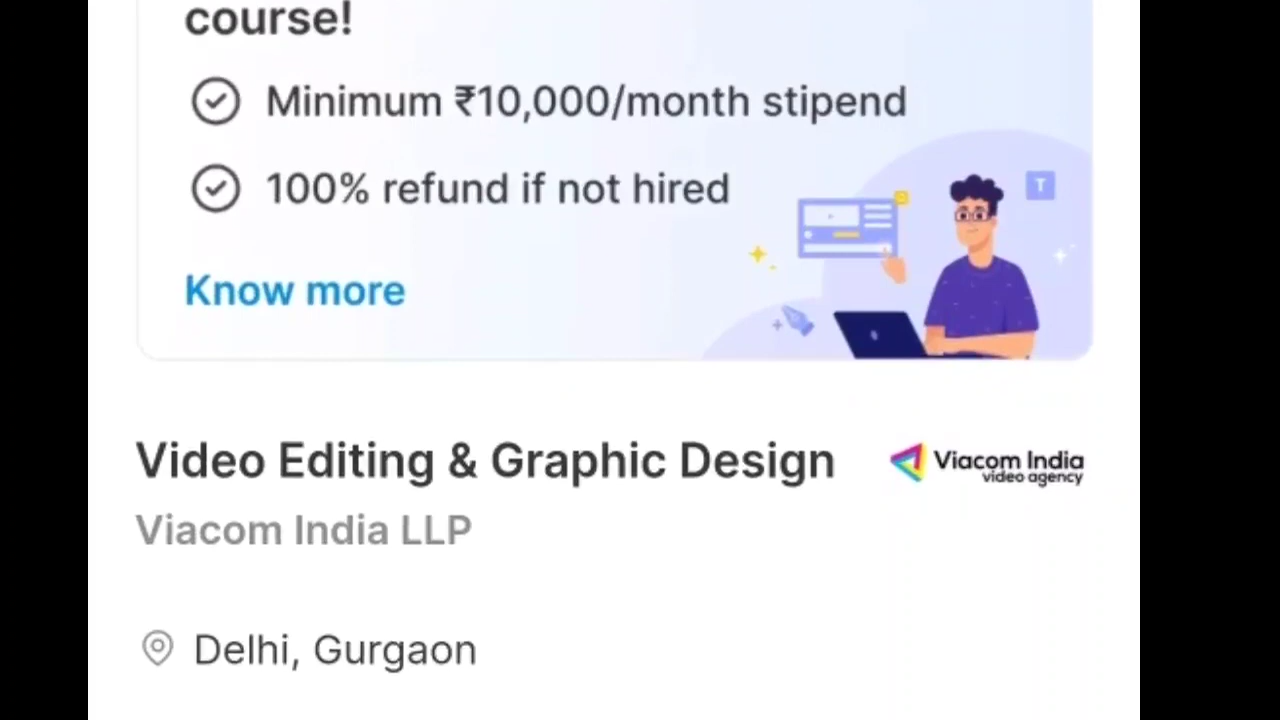 course!
Minimum ₹10,000/month stipend
100% refund if not hired
T
Know more
Video Editing & Graphic Design
Viacom India
video agency
Viacom India LLP
Delhi, Gurgaon